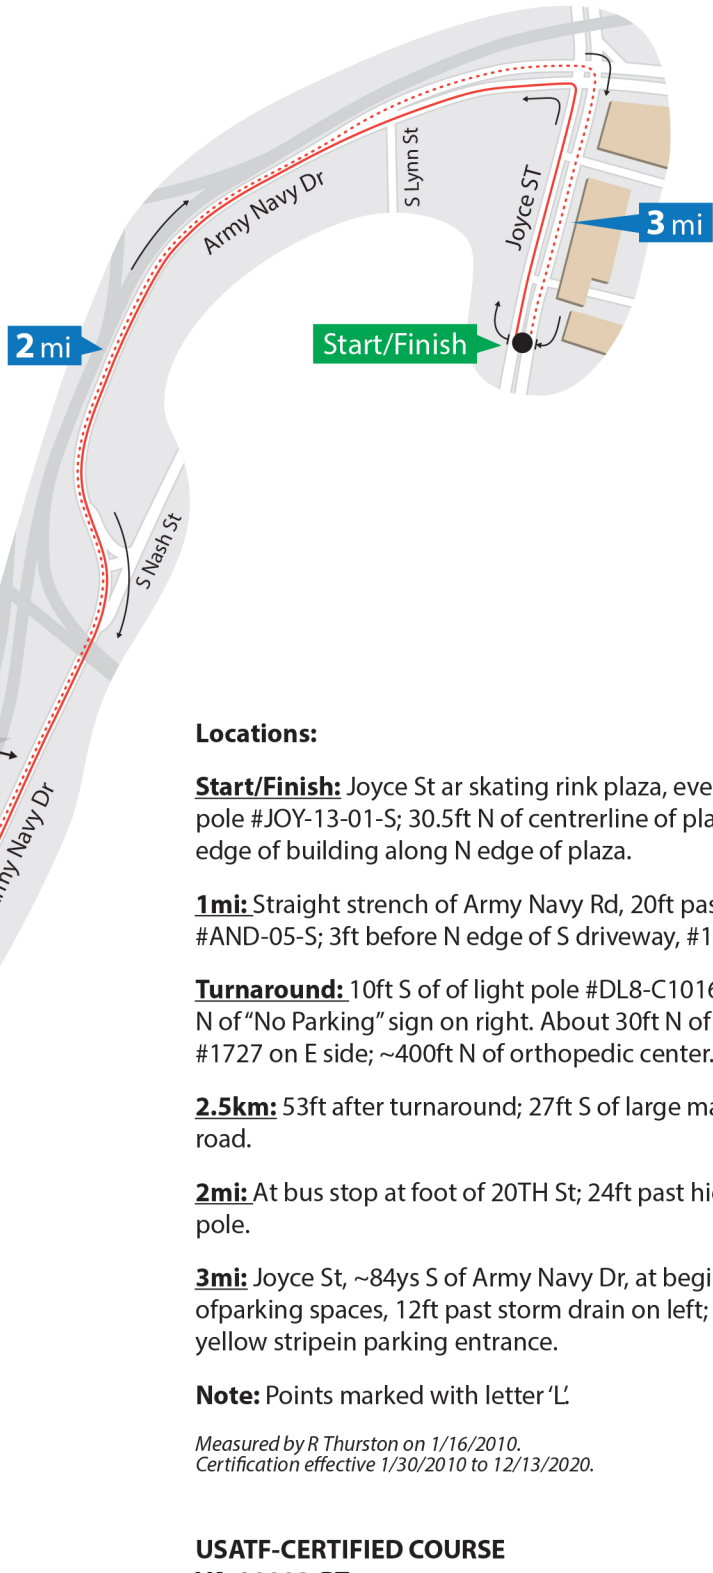 S Lynn St
Army Navy Dr
Joyce ST
3 mi
2 mi
Start/Finish
S Nash St
Navy Dr
Locations:
Start/Finish: Joyce St ar skating rink plaza, eve
pole #JOY-13-01-S; 30.5ft N of centrerline of pla
edge of building along N edge of plaza.
1mi: Straight strench of Army Navy Rd, 20ft pas
#AND-05-S; 3ft before N edge of S driveway, #1
Turnaround: 10ft S of of light pole #DL8-C1016
N of "No Parking" sign on right. About 30ft N of
#1727 on E side; ~400ft N of orthopedic center.
2.5km: 53ft after turnaround; 27ft S of large ma
road.
2mi: At bus stop at foot of 20TH St; 24ft past hi
pole.
3mi: Joyce St, ~84ys S of Army Navy Dr, at begi
ofparking spaces, 12ft past storm drain on left;
yellow stripein parking entrance.
Note: Points marked with letter ‘L’.
Measured by R Thurston on 1/16/2010.
Certification effective 1/30/2010 to 12/13/2020.
USATF-CERTIFIED COURSE